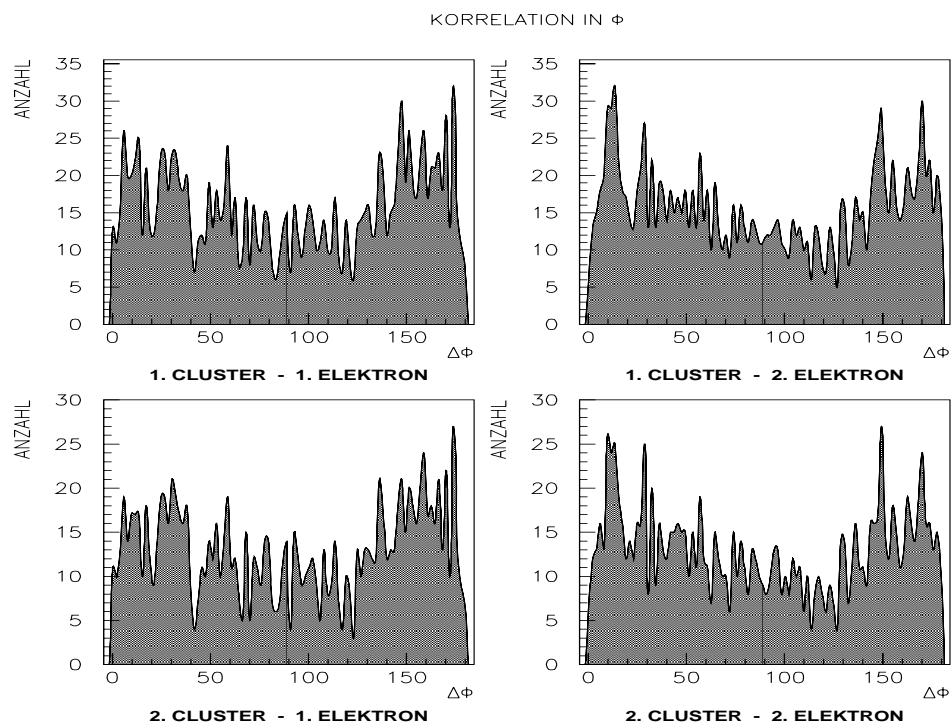 KORRELATION IN Φ
ANZAHL
35
30
25
20
15
10
5
0
0 50 100 150
ΔΦ
1. CLUSTER - 1. ELEKTRON
ANZAHL
35
30
25
20
15
10
5
0
0 50 100 150
ΔΦ
1. CLUSTER - 2. ELEKTRON
ANZAHL
30
25
20
15
10
5
0
0 50 100 150
ΔΦ
2. CLUSTER - 1. ELEKTRON
ANZAHL
30
25
20
15
10
5
0
0 50 100 150
ΔΦ
2. CLUSTER - 2. ELEKTRON